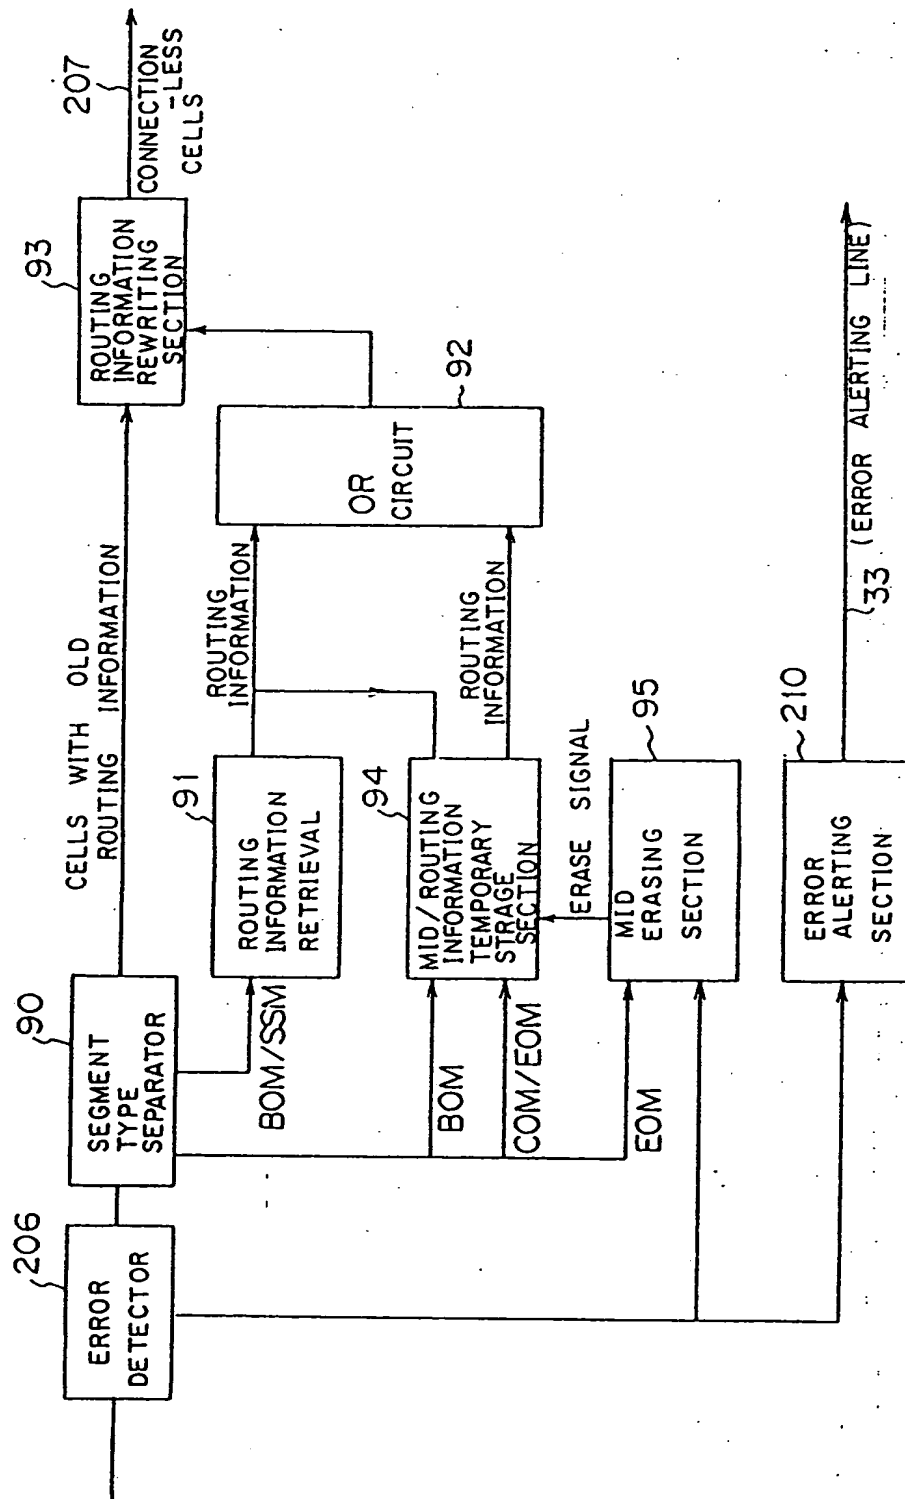 206
ERROR
DETECTOR
90
SEGMENT
TYPE
SEPARATOR
CELLS WITH OLD
ROUTING INFORMATION
93
ROUTING
INFORMATION
REWRITING
SECTION
207
CONNECTION
-LESS
CELLS
BOM/SSM
91
ROUTING
INFORMATION
RETRIEVAL
ROUTING
INFORMATION
OR
CIRCUIT
92
BOM
COM/EOM
94
MID/ROUTING
INFORMATION
TEMPORARY
STRAGE
SECTION
ROUTING
INFORMATION
ERASE SIGNAL
EOM
MID
ERASING
SECTION
95
ERROR
ALERTING
SECTION
210
33 (ERROR ALERTING LINE)